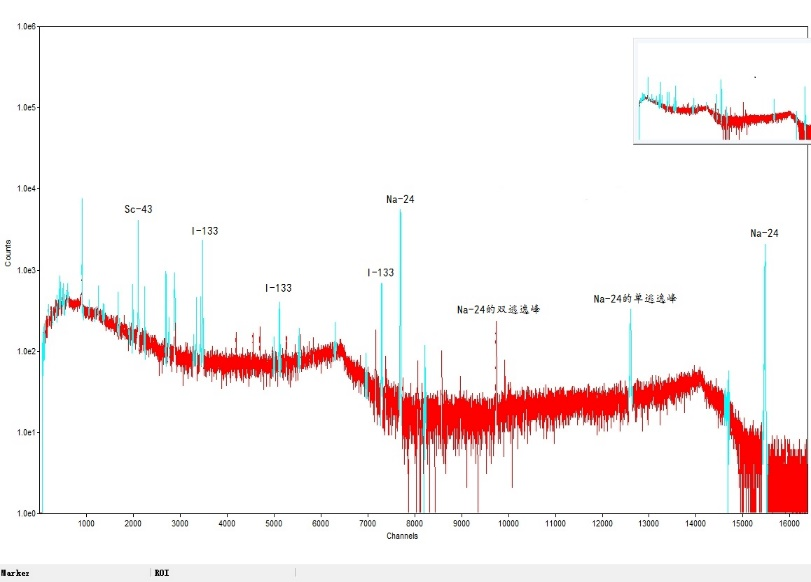 1.0e6
1.0e5
1.0e4
1.0e3
1.0e2
1.0e1
1.0e0
Counts
Sc-43
I-133
I-133
I-133
Na-24
Na-24的双逃逸峰
Na-24的单逃逸峰
Na-24
1000 2000 3000 4000 5000 6000 7000 8000 9000 10000 11000 12000 13000 14000 15000 16000
Channels
Marker ROI